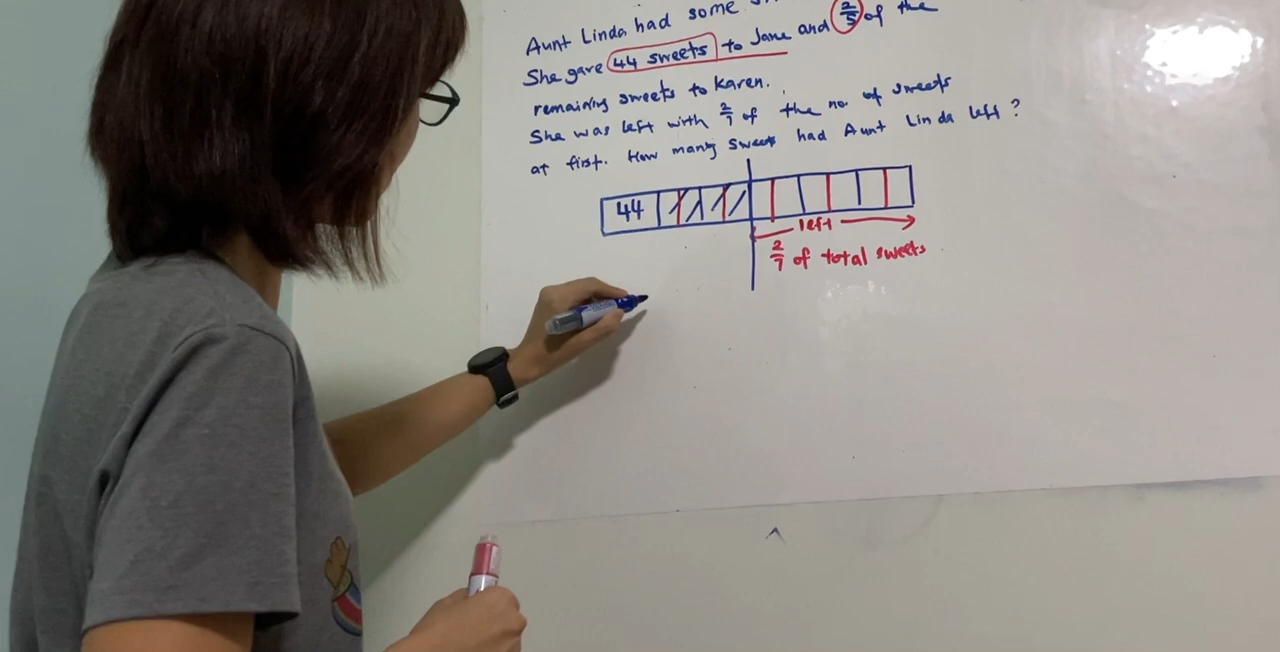 Aunt Linda had some
She gave 44 sweets to Jane and 2/5 of the
remaining sweets to Karen.
She was left with 2/7 of the no. of sweets
at first. How many sweets had Aunt Linda left ?
44
left
2/7 of total sweets